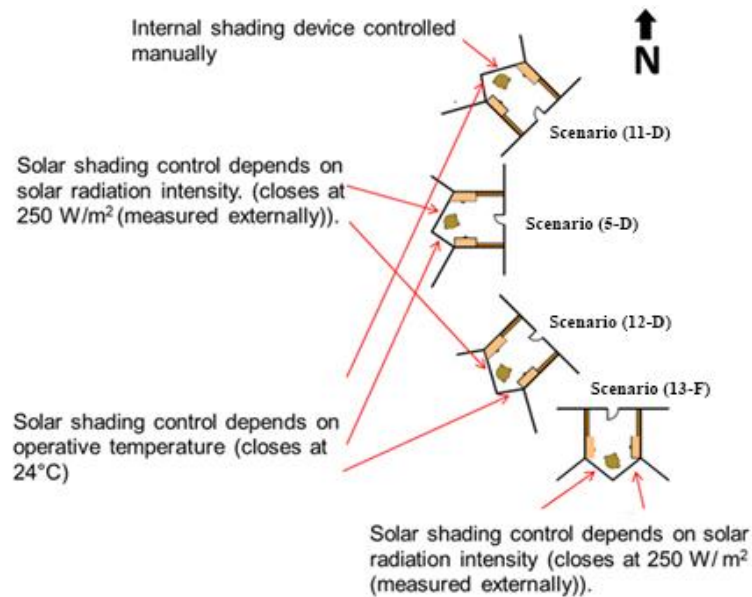 Internal shading device controlled
manually
N
Scenario (11-D)
Solar shading control depends on
solar radiation intensity. (closes at
250 W/m² (measured externally)).
Scenario (5-D)
Scenario (12-D)
Scenario (13-F)
Solar shading control depends on
operative temperature (closes at
24°C)
Solar shading control depends on solar
radiation intensity (closes at 250 W/ m²
(measured externally)).